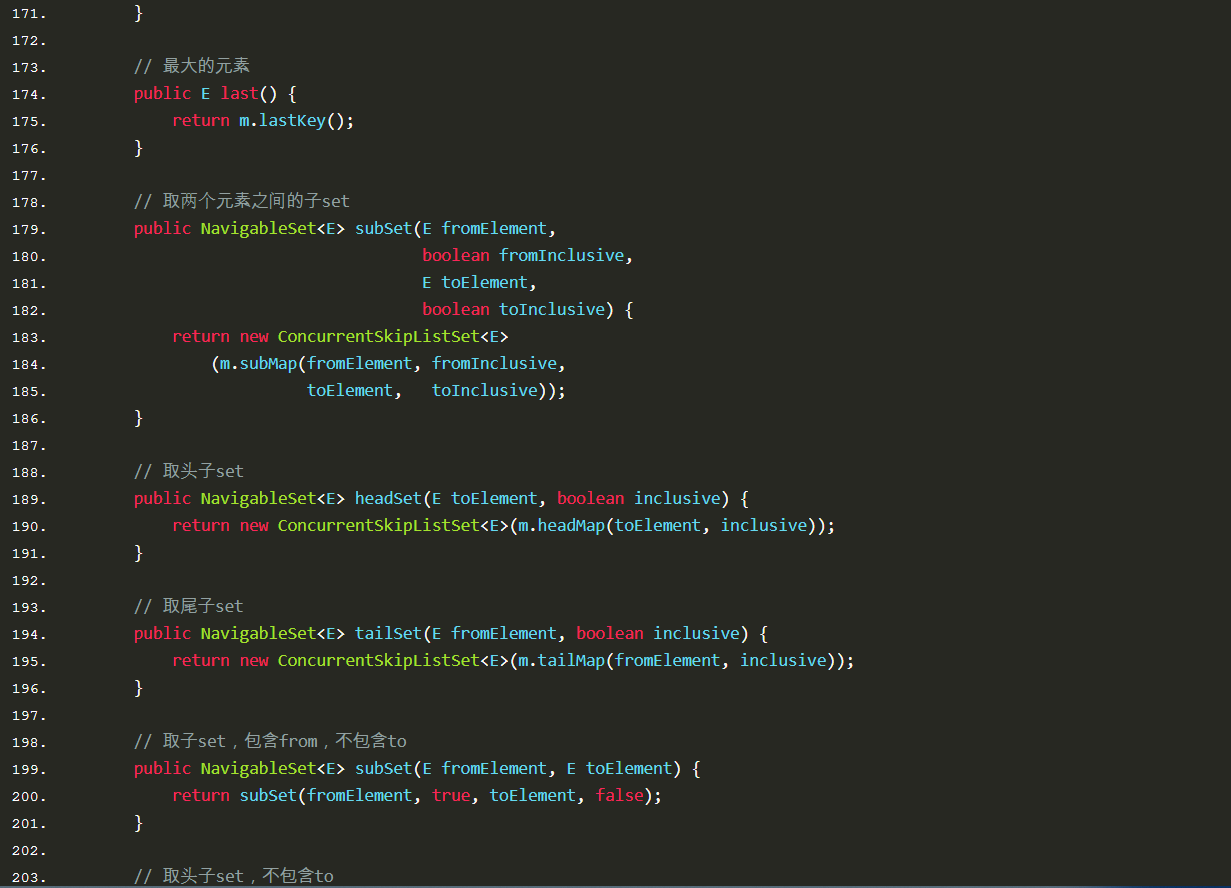 171.         }
172.
173.         // 最大的元素
174.         public E last() {
175.             return m.lastKey();
176.         }
177.
178.         // 取两个元素之间的子set
179.         public NavigableSet<E> subSet(E fromElement,
180.                                       boolean fromInclusive,
181.                                       E toElement,
182.                                       boolean toInclusive) {
183.             return new ConcurrentSkipListSet<E>
184.                 (m.subMap(fromElement, fromInclusive,
185.                           toElement,   toInclusive));
186.         }
187.
188.         // 取头子set
189.         public NavigableSet<E> headSet(E toElement, boolean inclusive) {
190.             return new ConcurrentSkipListSet<E>(m.headMap(toElement, inclusive));
191.         }
192.
193.         // 取尾子set
194.         public NavigableSet<E> tailSet(E fromElement, boolean inclusive) {
195.             return new ConcurrentSkipListSet<E>(m.tailMap(fromElement, inclusive));
196.         }
197.
198.         // 取子set，包含from，不包含to
199.         public NavigableSet<E> subSet(E fromElement, E toElement) {
200.             return subSet(fromElement, true, toElement, false);
201.         }
202.
203.         // 取头子set，不包含to